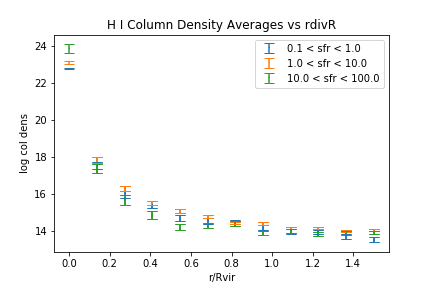 H I Column Density Averages vs rdivR
0.1 < sfr < 1.0
1.0 < sfr < 10.0
10.0 < sfr < 100.0
log col dens
24
22
20
18
16
14
0.0 0.2 0.4 0.6 0.8 1.0 1.2 1.4
r/Rvir